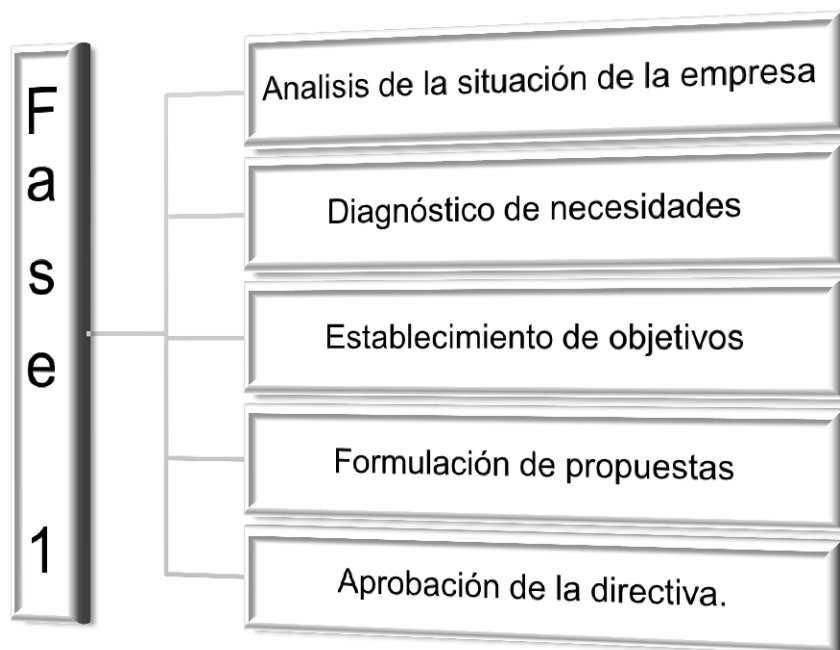 Fase 1
Analisis de la situación de la empresa
Diagnóstico de necesidades
Establecimiento de objetivos
Formulación de propuestas
Aprobación de la directiva.